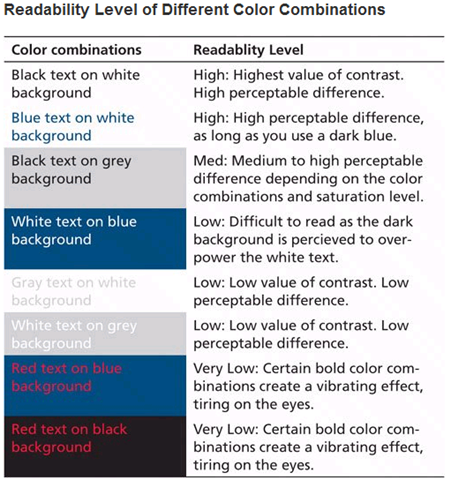 Readability Level of Different Color Combinations
Color combinations Readablity Level
Black text on white
background
High: Highest value of contrast.
High perceptable difference.
Blue text on white
background
High: High perceptable difference,
as long as you use a dark blue.
Black text on grey
background
Med: Medium to high perceptable
difference depending on the color
combinations and saturation level.
White text on blue
background
Low: Difficult to read as the dark
background is percieved to over-
power the white text.
Gray text on white
background
Low: Low value of contrast. Low
perceptable difference.
White text on grey
background
Low: Low value of contrast. Low
perceptable difference.
Red text on blue
background
Very Low: Certain bold color com-
binations create a vibrating effect,
tiring on the eyes.
Red text on black
background
Very Low: Certain bold color com-
binations create a vibrating effect,
tiring on the eyes.